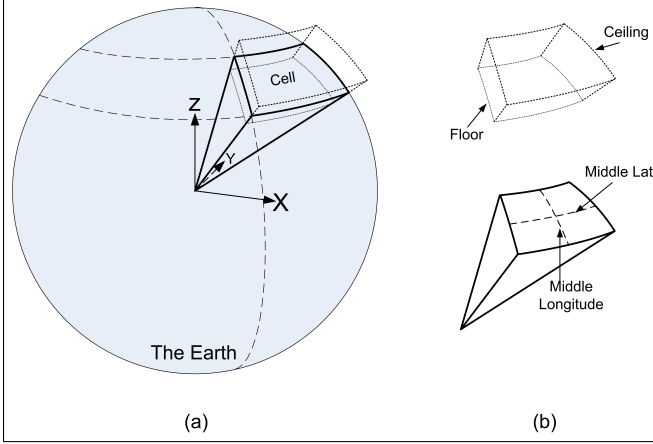 Cell
Z
Y
X
The Earth
(a)
Ceiling
Floor
Middle Lat
Middle
Longitude
(b)